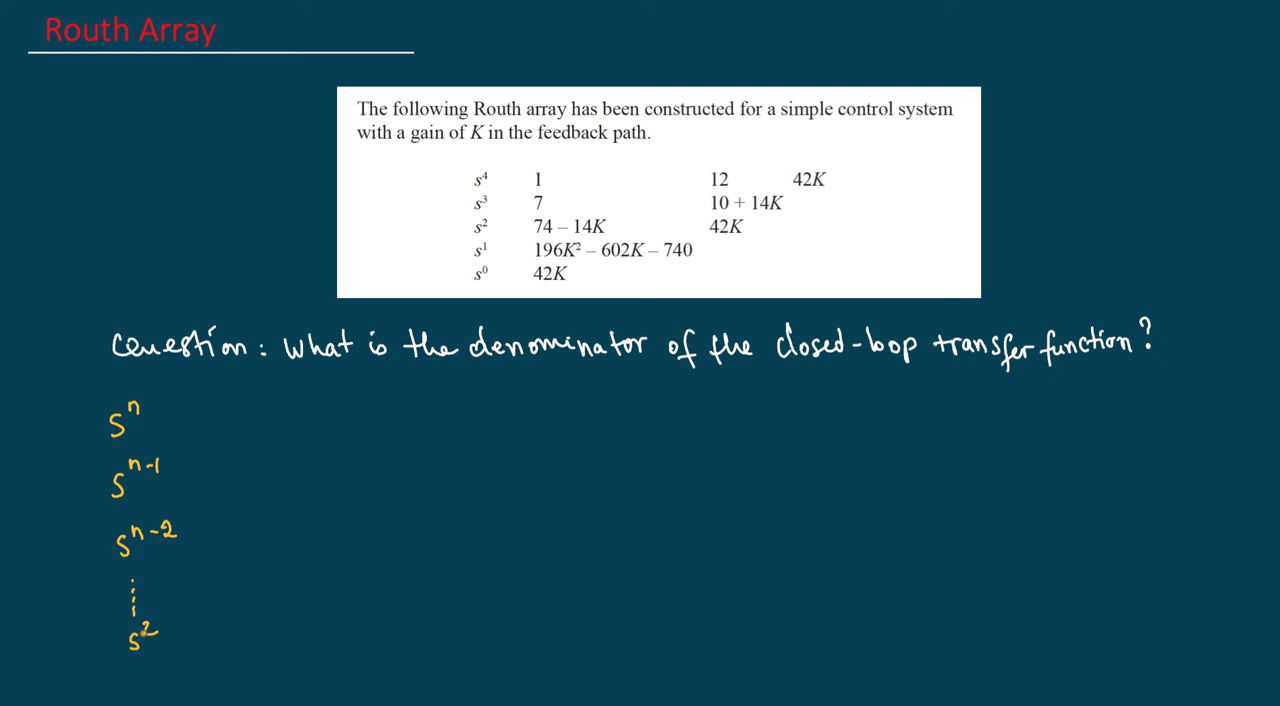 Routh Array
The following Routh array has been constructed for a simple control system
with a gain of K in the feedback path.
s⁴ 1 12 42K
s³ 7 10 + 14K
s² 74 – 14K 42K
s¹ 196K² – 602K – 740
s⁰ 42K
Question: What is the denominator of the closed-loop transfer function?
sⁿ
sⁿ⁻¹
sⁿ⁻²
⋮
s²